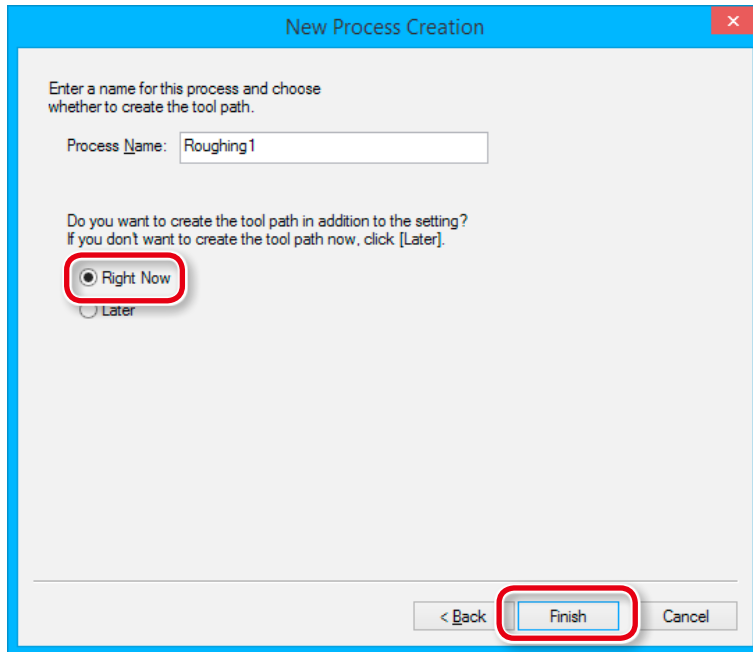 New Process Creation
Enter a name for this process and choose
whether to create the tool path.
Process Name: Roughing1
Do you want to create the tool path in addition to the setting?
If you don't want to create the tool path now, click [Later].
Right Now
Later
< Back Finish Cancel